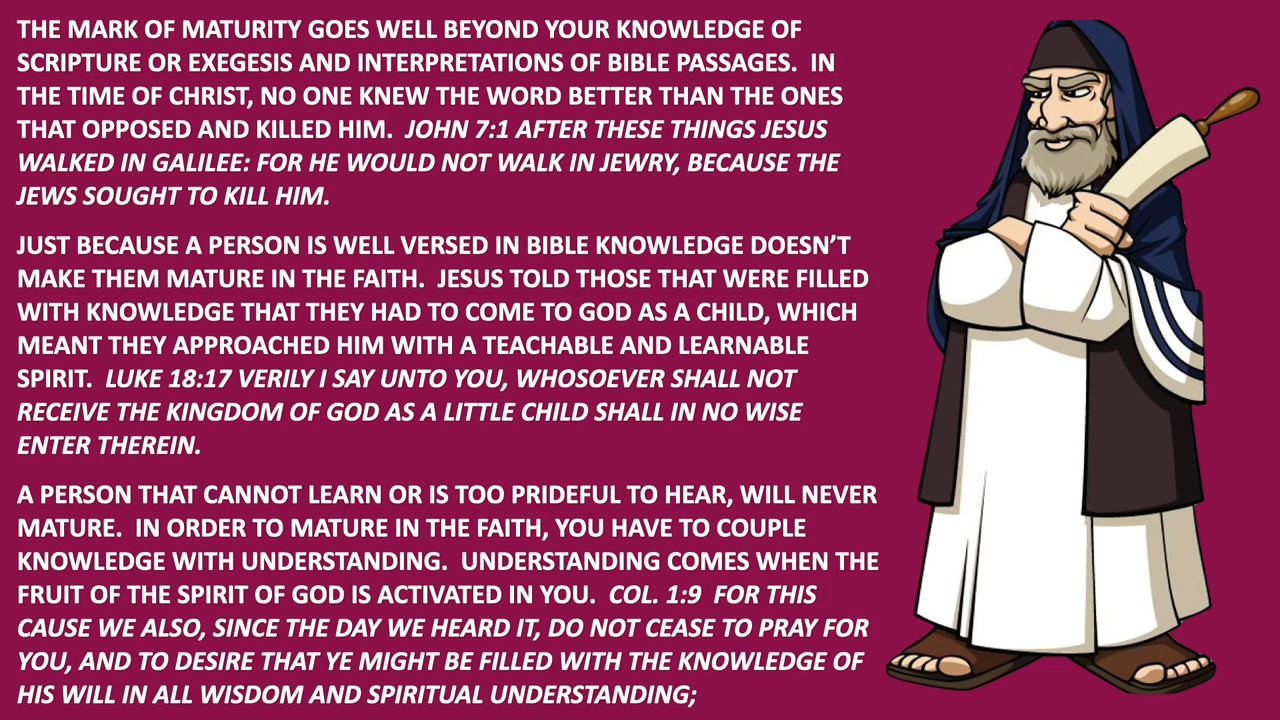 THE MARK OF MATURITY GOES WELL BEYOND YOUR KNOWLEDGE OF
SCRIPTURE OR EXEGESIS AND INTERPRETATIONS OF BIBLE PASSAGES.  IN
THE TIME OF CHRIST, NO ONE KNEW THE WORD BETTER THAN THE ONES
THAT OPPOSED AND KILLED HIM.  JOHN 7:1 AFTER THESE THINGS JESUS
WALKED IN GALILEE: FOR HE WOULD NOT WALK IN JEWRY, BECAUSE THE
JEWS SOUGHT TO KILL HIM.
JUST BECAUSE A PERSON IS WELL VERSED IN BIBLE KNOWLEDGE DOESN’T
MAKE THEM MATURE IN THE FAITH.  JESUS TOLD THOSE THAT WERE FILLED
WITH KNOWLEDGE THAT THEY HAD TO COME TO GOD AS A CHILD, WHICH
MEANT THEY APPROACHED HIM WITH A TEACHABLE AND LEARNABLE
SPIRIT.  LUKE 18:17 VERILY I SAY UNTO YOU, WHOSOEVER SHALL NOT
RECEIVE THE KINGDOM OF GOD AS A LITTLE CHILD SHALL IN NO WISE
ENTER THEREIN.
A PERSON THAT CANNOT LEARN OR IS TOO PRIDEFUL TO HEAR, WILL NEVER
MATURE.  IN ORDER TO MATURE IN THE FAITH, YOU HAVE TO COUPLE
KNOWLEDGE WITH UNDERSTANDING.  UNDERSTANDING COMES WHEN THE
FRUIT OF THE SPIRIT OF GOD IS ACTIVATED IN YOU.  COL. 1:9  FOR THIS
CAUSE WE ALSO, SINCE THE DAY WE HEARD IT, DO NOT CEASE TO PRAY FOR
YOU, AND TO DESIRE THAT YE MIGHT BE FILLED WITH THE KNOWLEDGE OF
HIS WILL IN ALL WISDOM AND SPIRITUAL UNDERSTANDING;